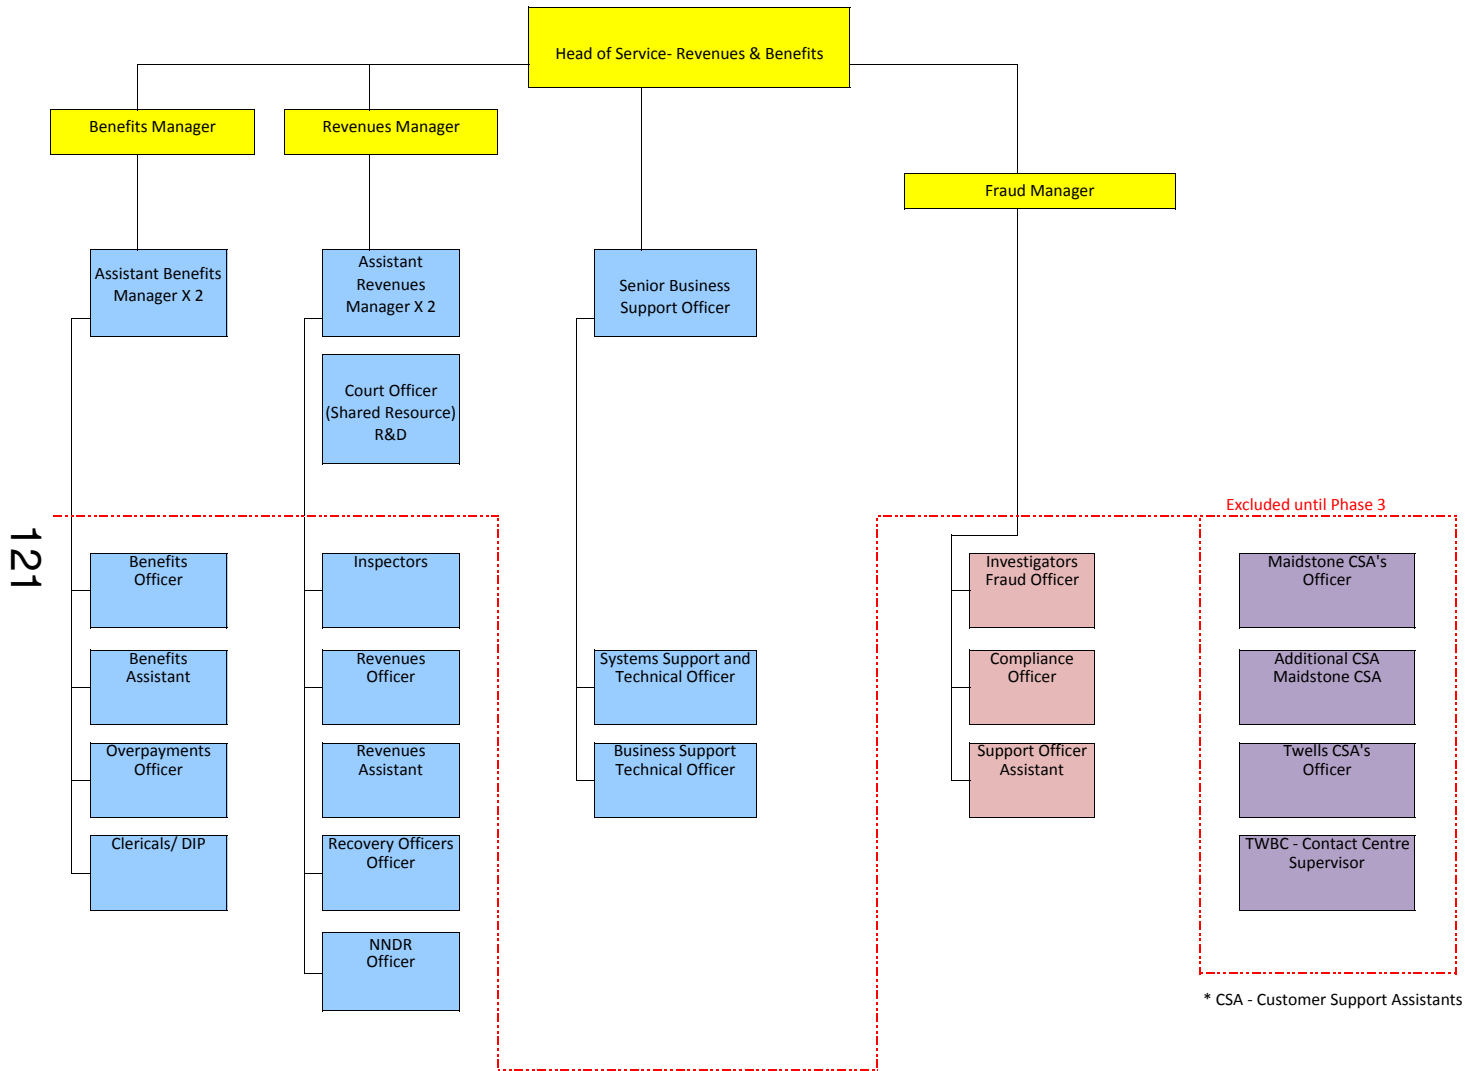 Head of Service- Revenues & Benefits
Benefits Manager
Revenues Manager
Fraud Manager
Assistant Benefits
Manager X 2
Assistant
Revenues
Manager X 2
Senior Business
Support Officer
Court Officer
(Shared Resource)
R&D
Excluded until Phase 3
121
Benefits
Officer
Inspectors
Investigators
Fraud Officer
Maidstone CSA's
Officer
Benefits
Assistant
Revenues
Officer
Systems Support and
Technical Officer
Compliance
Officer
Additional CSA
Maidstone CSA
Overpayments
Officer
Revenues
Assistant
Business Support
Technical Officer
Support Officer
Assistant
Twells CSA's
Officer
Clericals/ DIP
Recovery Officers
Officer
TWBC - Contact Centre
Supervisor
NNDR
Officer
* CSA - Customer Support Assistants